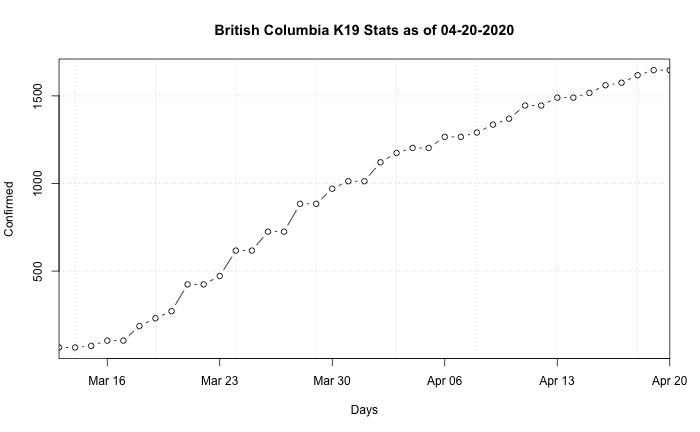 British Columbia K19 Stats as of 04-20-2020
Confirmed
1500
1000
500
Mar 16 Mar 23 Mar 30 Apr 06 Apr 13 Apr 20
Days